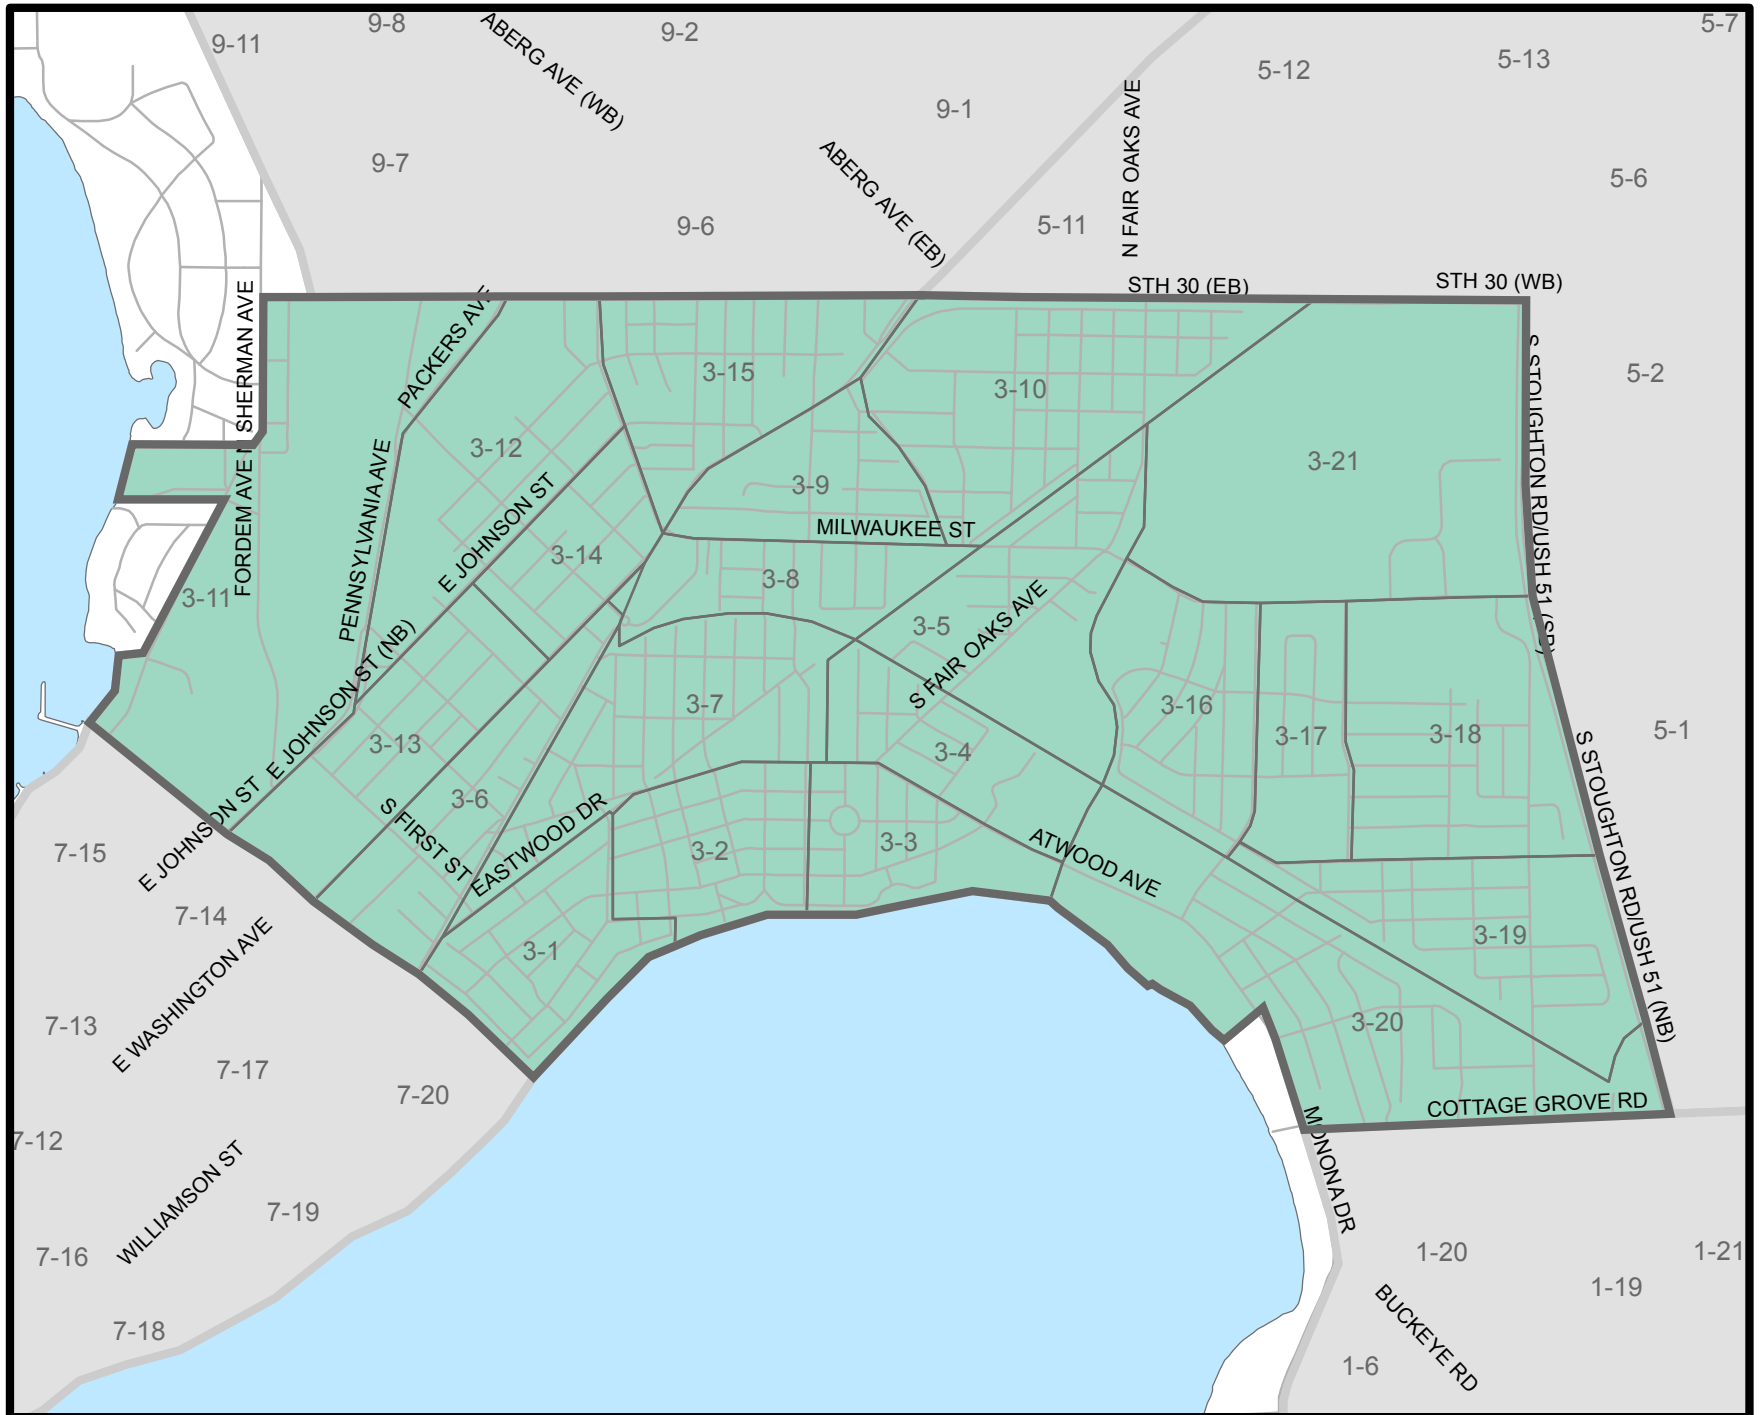 9-8
9-2
5-7
9-11
ABERG AVE (WB)
5-13
5-12
9-1
N FAIR OAKS AVE
9-7
ABERG AVE (EB)
5-6
9-6
5-11
STH 30 (EB)
STH 30 (WB)
N SHERMAN AVE
PACKERS AVE
S STOUGHTON RD/USH 51 (SB)
3-15
3-10
5-2
3-12
3-21
3-9
FORDEM AVE
PENNSYLVANIA AVE
E JOHNSON ST
MILWAUKEE ST
3-14
3-8
3-11
3-5
S FAIR OAKS AVE
E JOHNSON ST (NB)
3-7
3-16
3-17
3-18
5-1
3-13
3-4
S STOUGHTON RD/USH 51 (NB)
3-6
E JOHNSON ST
S FIRST ST
EASTWOOD DR
3-2
3-3
ATWOOD AVE
7-15
7-14
3-19
3-1
E WASHINGTON AVE
7-13
3-20
7-17
7-20
COTTAGE GROVE RD
7-12
MONONA DR
WILLIAMSON ST
7-19
7-16
1-20
1-21
1-19
7-18
BUCKEYE RD
1-6